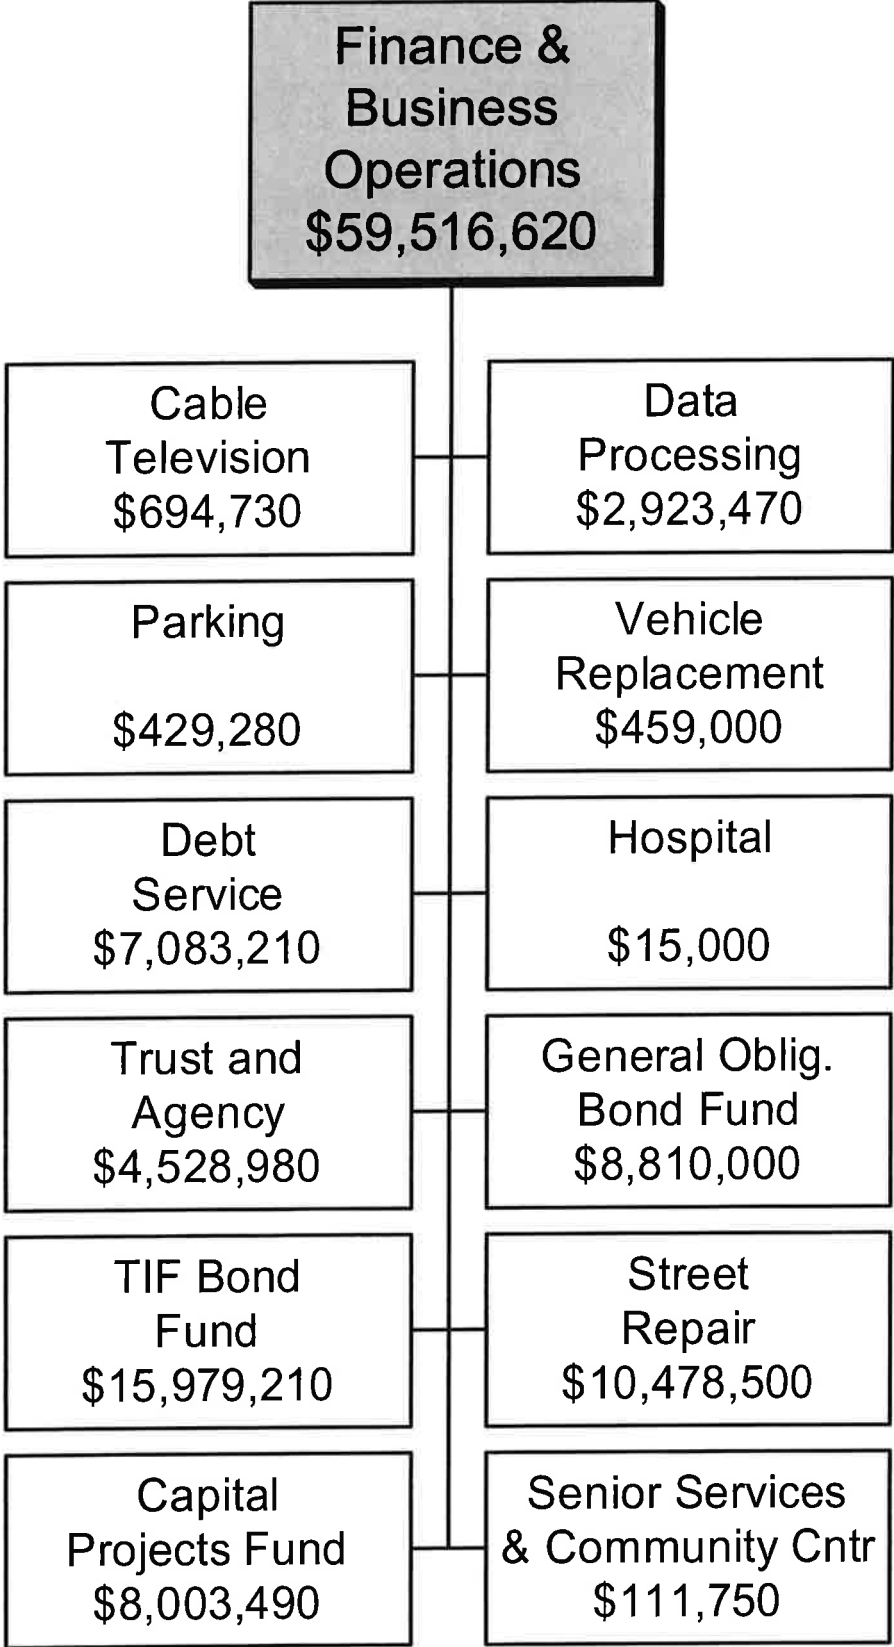 Finance &
Business
Operations
$59,516,620
Cable
Television
$694,730
Data
Processing
$2,923,470
Parking
$429,280
Vehicle
Replacement
$459,000
Debt
Service
$7,083,210
Hospital
$15,000
Trust and
Agency
$4,528,980
General Oblig.
Bond Fund
$8,810,000
TIF Bond
Fund
$15,979,210
Street
Repair
$10,478,500
Capital
Projects Fund
$8,003,490
Senior Services
& Community Cntr
$111,750